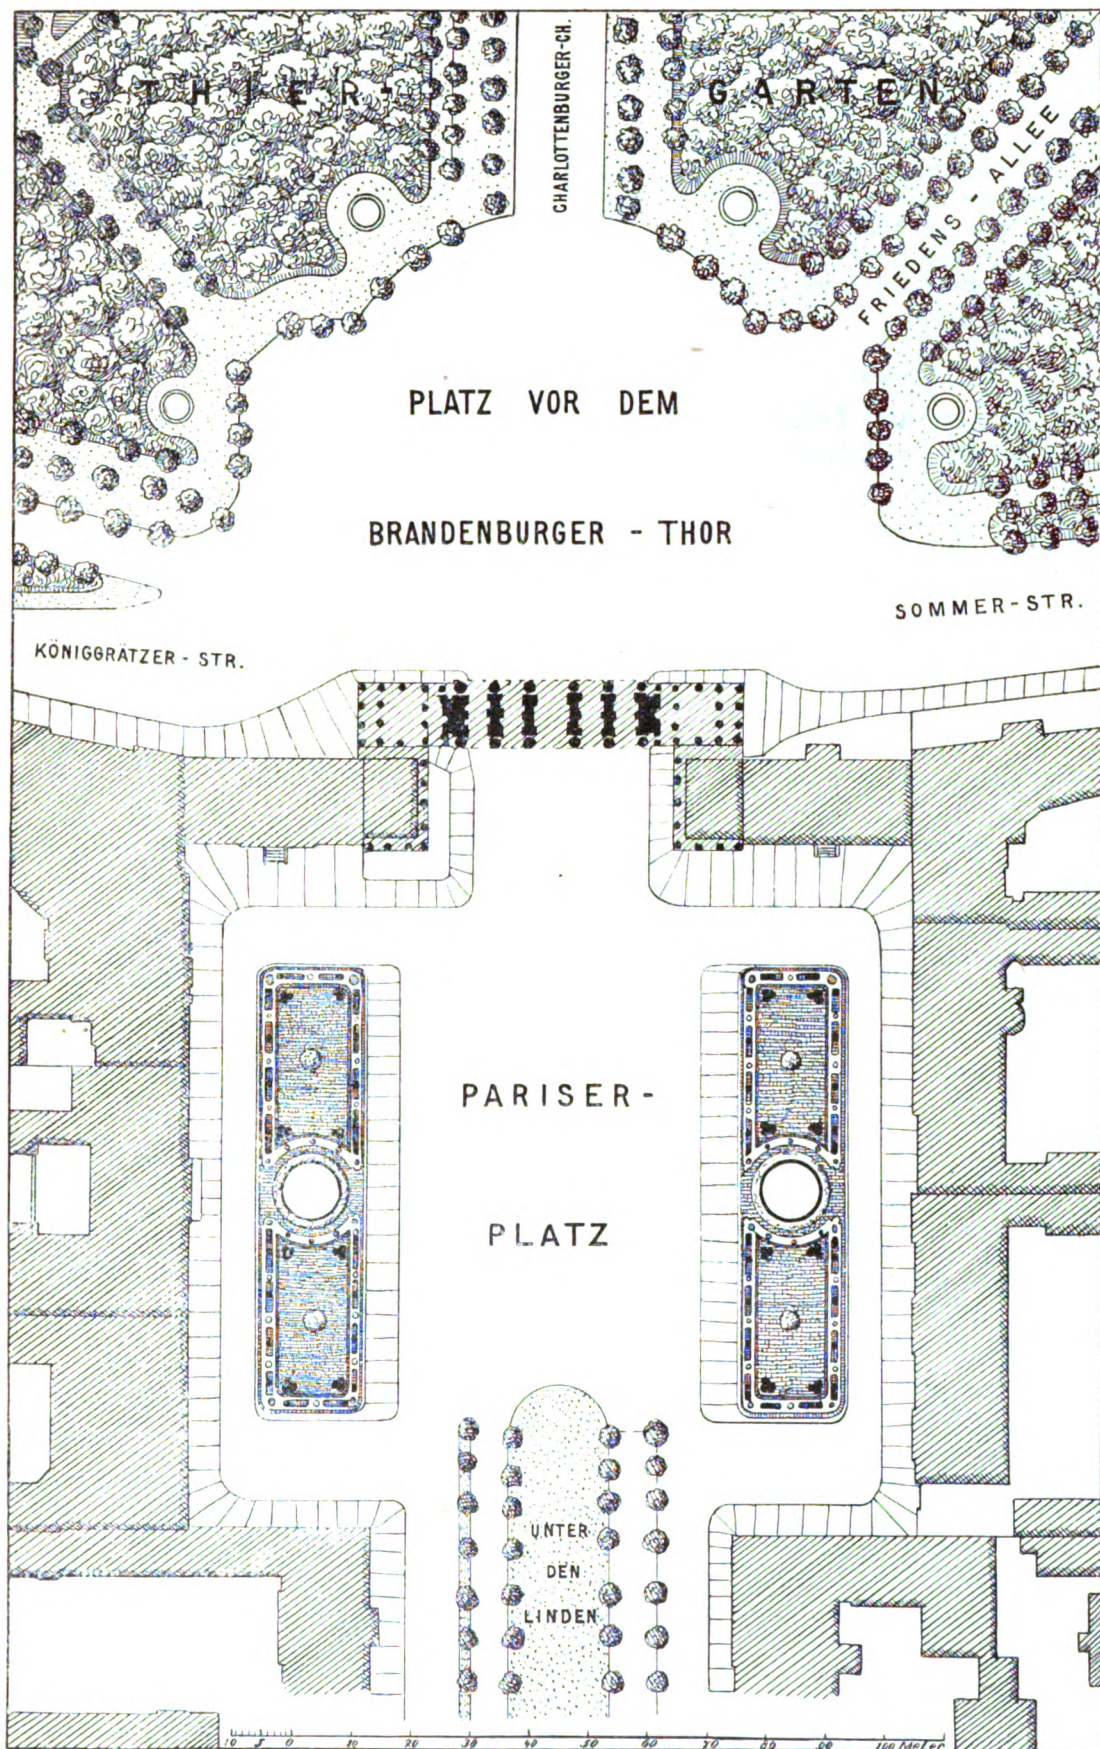 THIER-
GARTEN
CHARLOTTENBURGER-CH.
FRIEDENS - ALLEE
PLATZ VOR DEM
BRANDENBURGER - THOR
SOMMER-STR.
KÖNIGGRÄTZER - STR.
PARISER-
PLATZ
UNTER
DEN
LINDEN
10 5 0 10 20 30 40 50 60 70 80 90 100 Meter